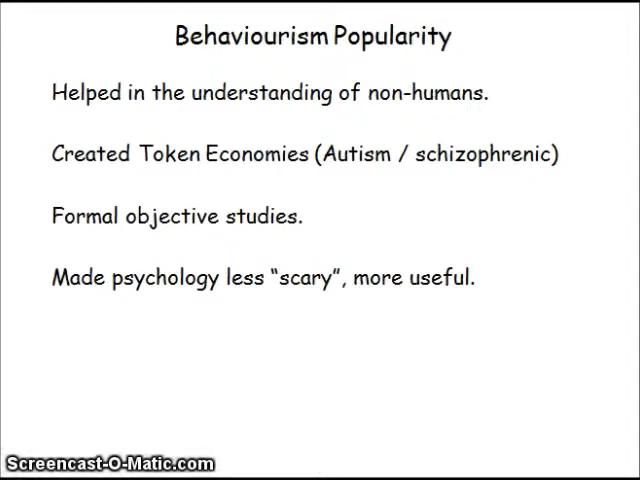 Behaviourism Popularity
Helped in the understanding of non-humans.
Created Token Economies (Autism / schizophrenic)
Formal objective studies.
Made psychology less “scary”, more useful.
Screencast-O-Matic.com